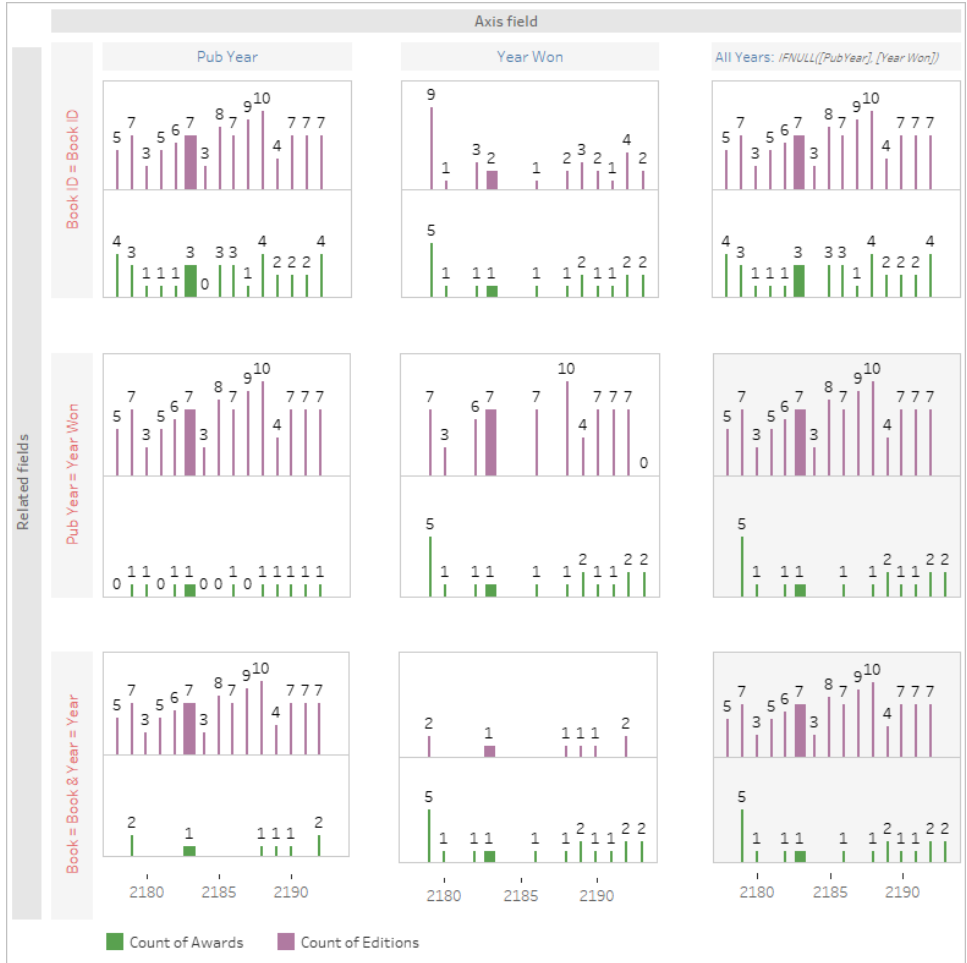 Axis field
Pub Year
Year Won
All Years: IFNULL([PubYear], [Year Won])
Related fields
Book ID = Book ID
5 7 3 5 6 7 3 8 7 9 10 4 7 7 7
4 3 1 1 1 3 0 3 3 1 4 2 2 2 4
9 1 3 2 1 2 3 2 1 4 2
5 1 1 1 1 1 2 1 1 2 2
5 7 3 5 6 7 3 8 7 9 10 4 7 7 7
4 3 1 1 1 3 3 3 1 4 2 2 2 4
Pub Year = Year Won
5 7 3 5 6 7 3 8 7 9 10 4 7 7 7
0 1 1 0 1 1 0 0 1 0 1 1 1 1 1
7 3 6 7 7 10 4 7 7 7 0
5 1 1 1 1 1 2 1 1 2 2
5 7 3 5 6 7 3 8 7 9 10 4 7 7 7
5 1 1 1 1 1 2 1 1 2 2
Book = Book & Year = Year
5 7 3 5 6 7 3 8 7 9 10 4 7 7 7
2 1 1 1 1 2
2 1 1 1 1 2
5 1 1 1 1 1 2 1 1 2 2
5 7 3 5 6 7 3 8 7 9 10 4 7 7 7
5 1 1 1 1 1 2 1 1 2 2
2180 2185 2190
2180 2185 2190
2180 2185 2190
Count of Awards
Count of Editions